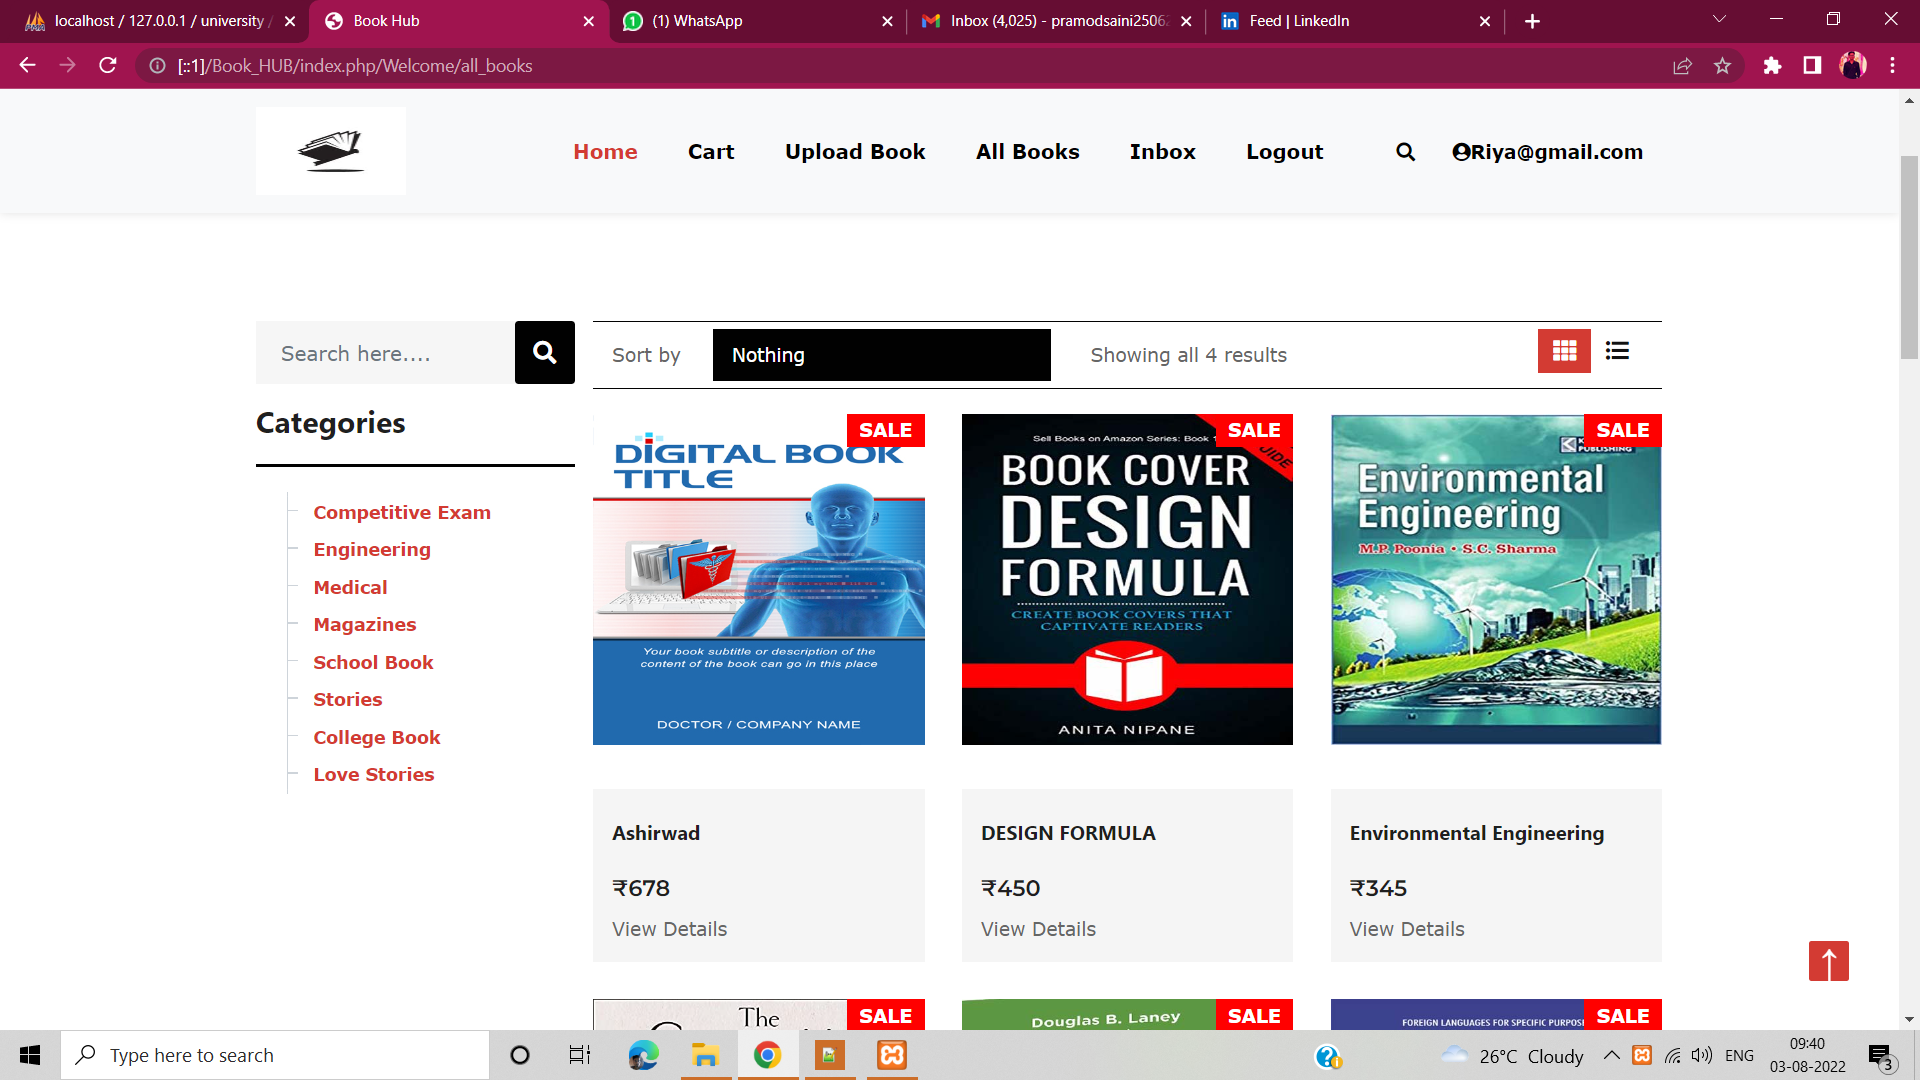 localhost / 127.0.0.1 / university /
Book Hub
(1) WhatsApp
Inbox (4,025) - pramodsaini2506
Feed | LinkedIn
[::1]/Book_HUB/index.php/Welcome/all_books
Home
Cart
Upload Book
All Books
Inbox
Logout
Riya@gmail.com
Search here....
Sort by
Nothing
Showing all 4 results
Categories
Competitive Exam
Engineering
Medical
Magazines
School Book
Stories
College Book
Love Stories
SALE
DIGITAL BOOK
TITLE
Your book subtitle or description of the
content of the book can go in this place
DOCTOR / COMPANY NAME
Ashirwad
₹678
View Details
SALE
Sell Books on Amazon Series: Book
BOOK COVER
DESIGN
FORMULA
CREATE BOOK COVERS THAT
CAPTIVATE READERS
ANITA NIPANE
DESIGN FORMULA
₹450
View Details
SALE
PUBLISHING
Environmental
Engineering
M.P. Poonia • S.C. Sharma
Environmental Engineering
₹345
View Details
The
SALE
Douglas B. Laney
SALE
FOREIGN LANGUAGES FOR SPECIFIC PURPOS
SALE
Type here to search
26°C Cloudy
ENG
09:40
03-08-2022
3